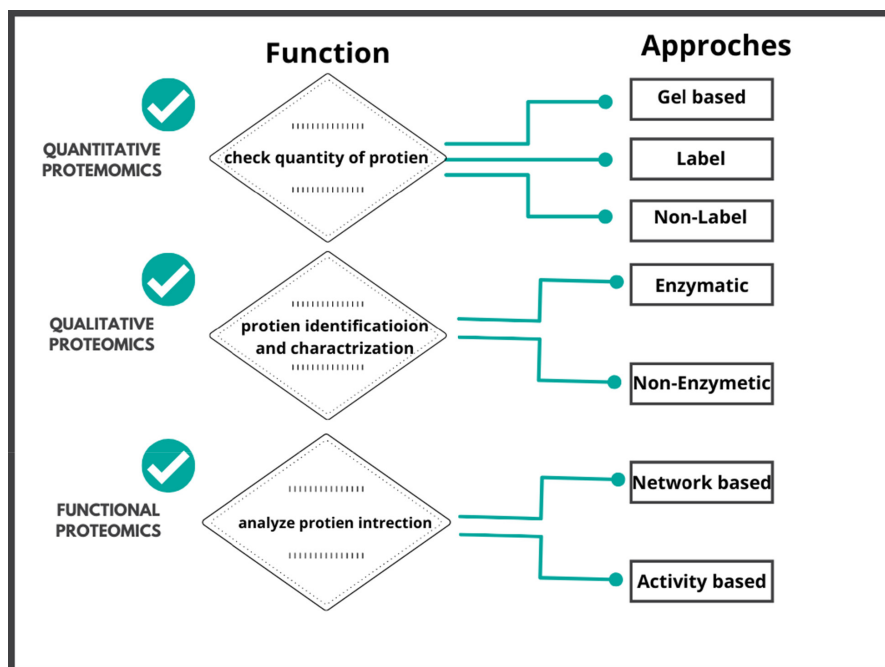 Function
Approches
QUANTITATIVE
PROTEMOMICS
check quantity of protien
Gel based
Label
Non-Label
QUALITATIVE
PROTEOMICS
protien identificatioion
and charactrization
Enzymatic
Non-Enzymetic
FUNCTIONAL
PROTEOMICS
analyze protien intrection
Network based
Activity based